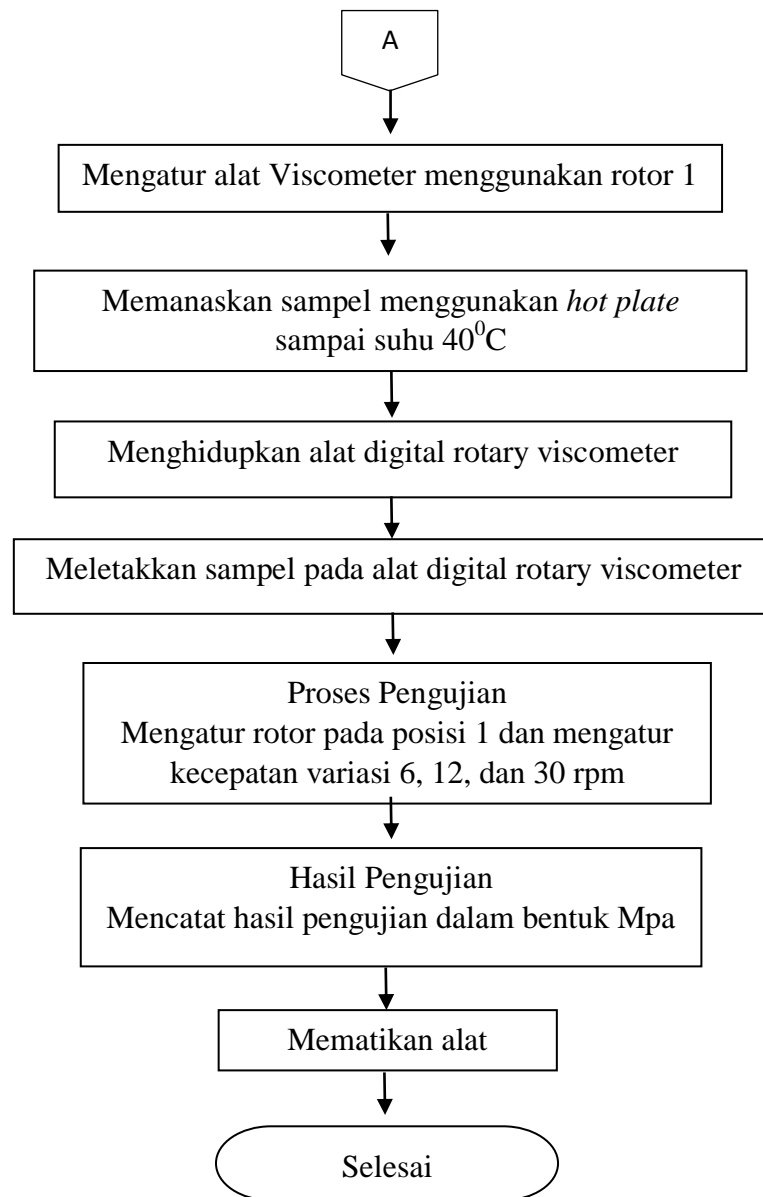 A
Mengatur alat Viscometer menggunakan rotor 1
Memanaskan sampel menggunakan hot plate
sampai suhu 40⁰C
Menghidupkan alat digital rotary viscometer
Meletakkan sampel pada alat digital rotary viscometer
Proses Pengujian
Mengatur rotor pada posisi 1 dan mengatur
kecepatan variasi 6, 12, dan 30 rpm
Hasil Pengujian
Mencatat hasil pengujian dalam bentuk Mpa
Mematikan alat
Selesai